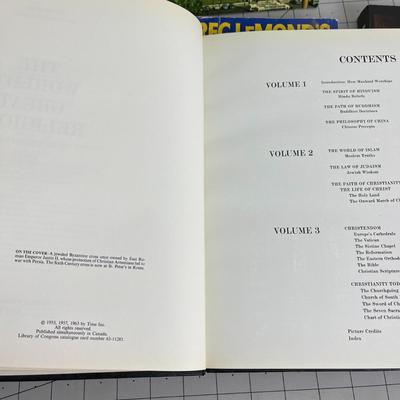 REG LEMOND'S
ON THE COVER—A jeweled Byzantine cross once owned by East Ro-
man Emperor Justin II, whose protection of Christian Armenians led to
war with Persia. The Sixth Century cross is now at St. Peter's in Rome.
© 1955, 1957, 1963 by Time Inc.
All rights reserved.
Published simultaneously in Canada.
Library of Congress catalogue card number 63-11281.
CONTENTS
VOLUME 1
Introduction: How Mankind Worships
THE SPIRIT OF HINDUISM
Hindu Beliefs
THE PATH OF BUDDHISM
Buddhist Doctrines
THE PHILOSOPHY OF CHINA
Chinese Precepts
VOLUME 2
THE WORLD OF ISLAM
Moslem Truths
THE LAW OF JUDAISM
Jewish Wisdom
THE FAITH OF CHRISTIANITY
THE LIFE OF CHRIST
The Holy Land
The Onward March of C
VOLUME 3
CHRISTENDOM
Europe's Cathedrals
The Vatican
The Sistine Chapel
The Reformation
The Eastern Orthod
The Bible
Christian Scripture
CHRISTIANITY TOD
The Churchgoing
Church of South
The Sword of C
The Seven Sacra
Chart of Christi
Picture Credits
Index